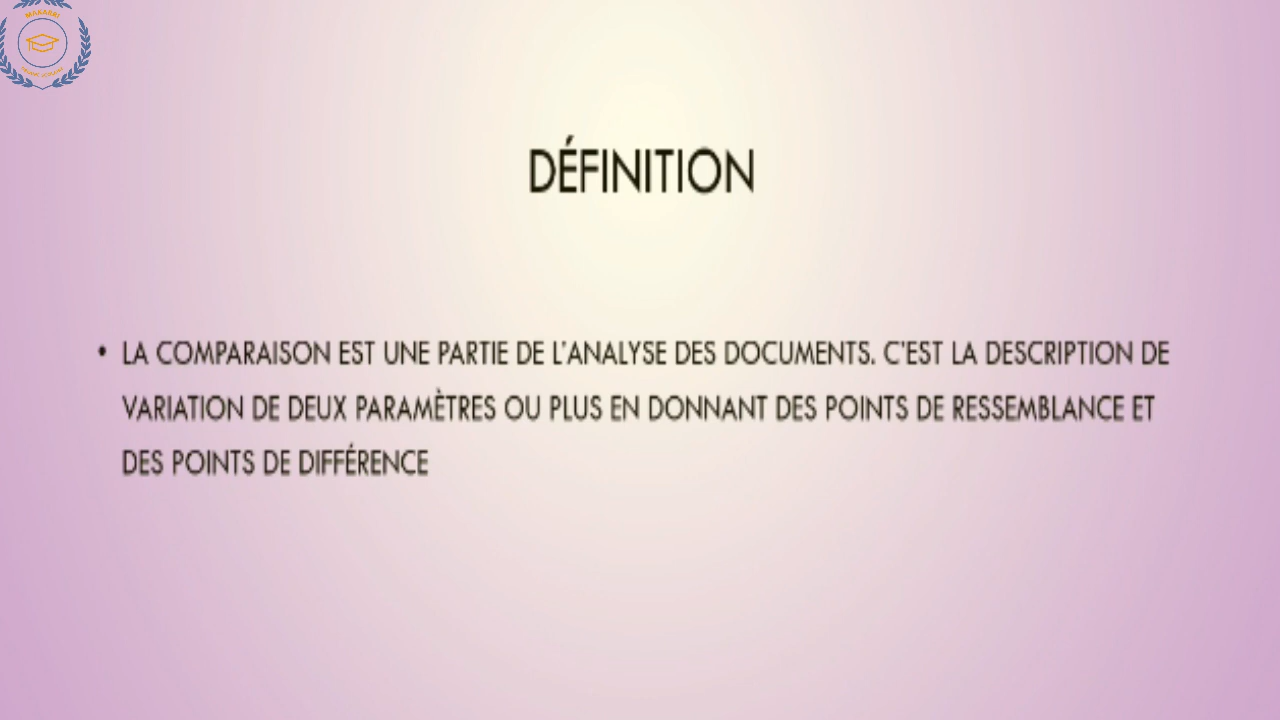 MAKARRI
DÉFINITION
• LA COMPARAISON EST UNE PARTIE DE L'ANALYSE DES DOCUMENTS. C'EST LA DESCRIPTION DE
VARIATION DE DEUX PARAMÈTRES OU PLUS EN DONNANT DES POINTS DE RESSEMBLANCE ET
DES POINTS DE DIFFÉRENCE